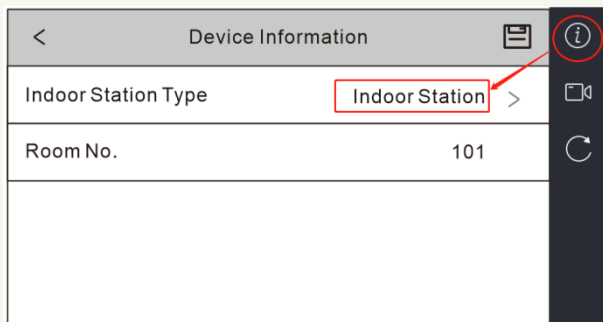 Device Information
Indoor Station Type Indoor Station >
Room No. 101